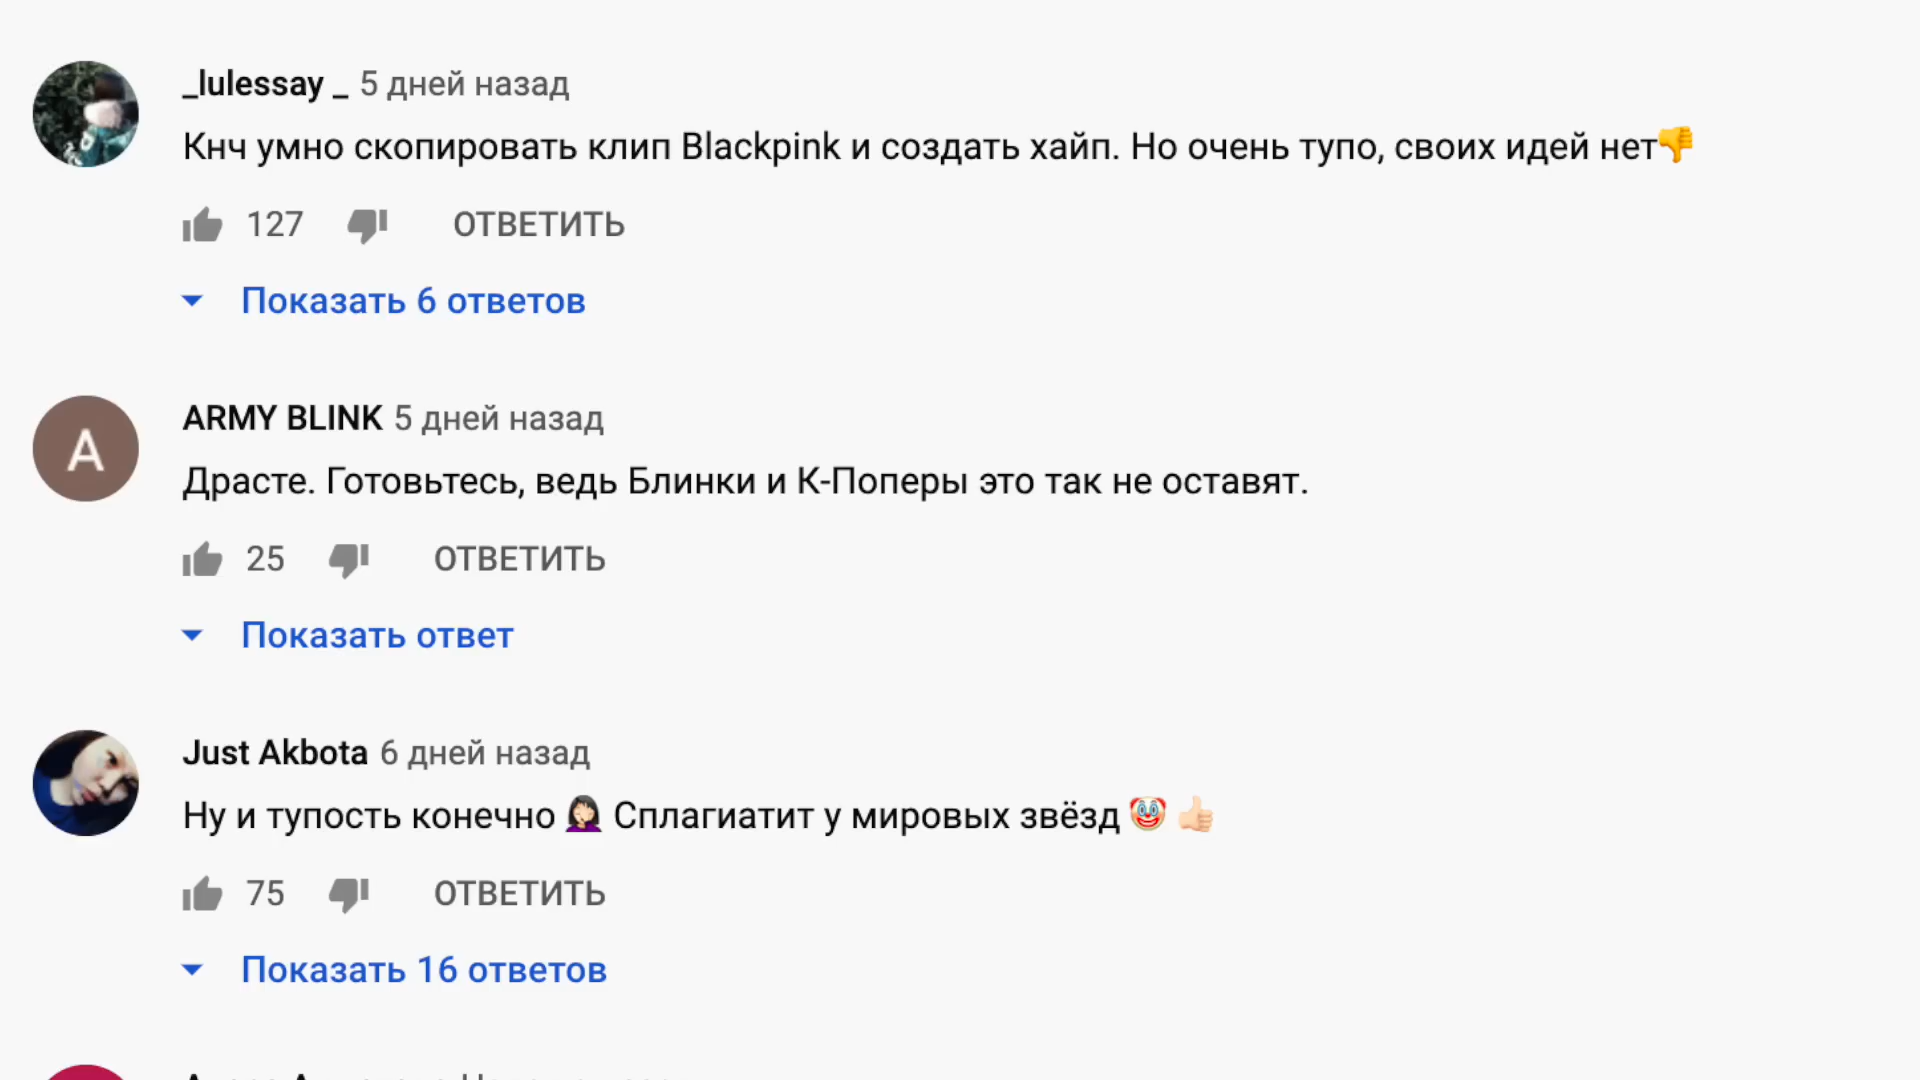 _lulessay _ 5 дней назад
Кнч умно скопировать клип Blackpink и создать хайп. Но очень тупо, своих идей нет👎
127 ОТВЕТИТЬ
Показать 6 ответов
A
ARMY BLINK 5 дней назад
Драсте. Готовьтесь, ведь Блинки и К-Поперы это так не оставят.
25 ОТВЕТИТЬ
Показать ответ
Just Akbota 6 дней назад
Ну и тупость конечно 🤦🏻‍♀️ Сплагиатит у мировых звёзд 🤡 👍🏻
75 ОТВЕТИТЬ
Показать 16 ответов